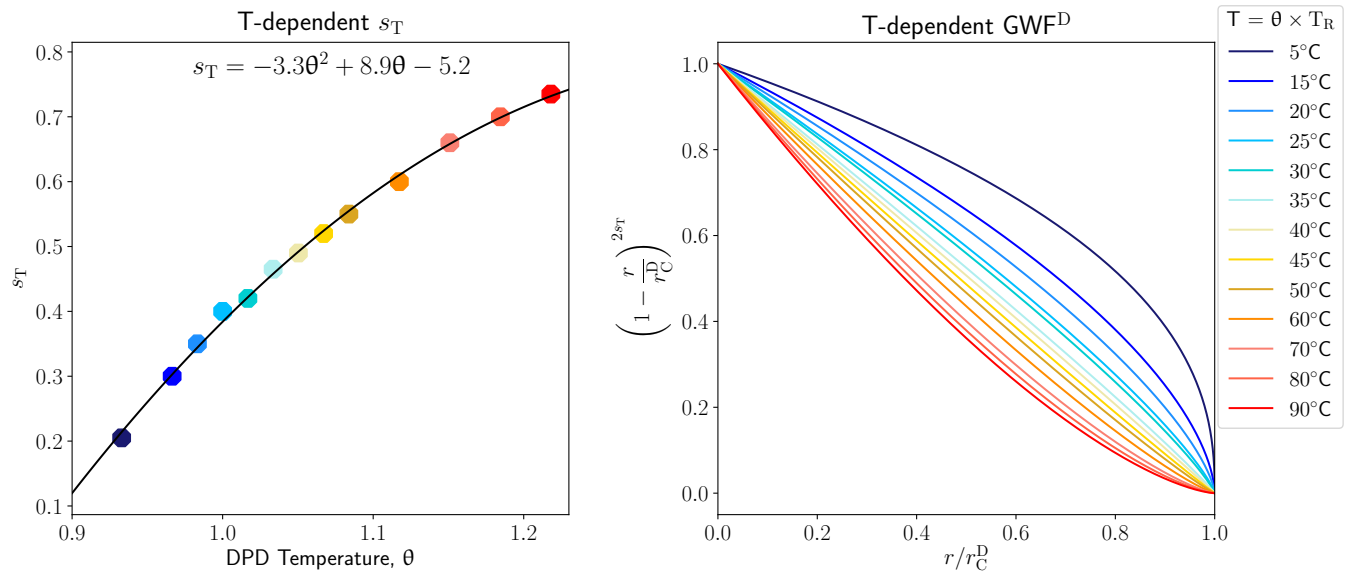 T-dependent s_T
s_T = −3.3θ² + 8.9θ − 5.2
0.8
0.7
0.6
0.5
0.4
0.3
0.2
0.1
s_T
0.9 1.0 1.1 1.2
DPD Temperature, θ
T-dependent GWF^D
1.0
0.8
0.6
0.4
0.2
0.0
(1 − r/r_C^D)^{2s_T}
0.0 0.2 0.4 0.6 0.8 1.0
r/r_C^D
T = θ × T_R
5°C
15°C
20°C
25°C
30°C
35°C
40°C
45°C
50°C
60°C
70°C
80°C
90°C